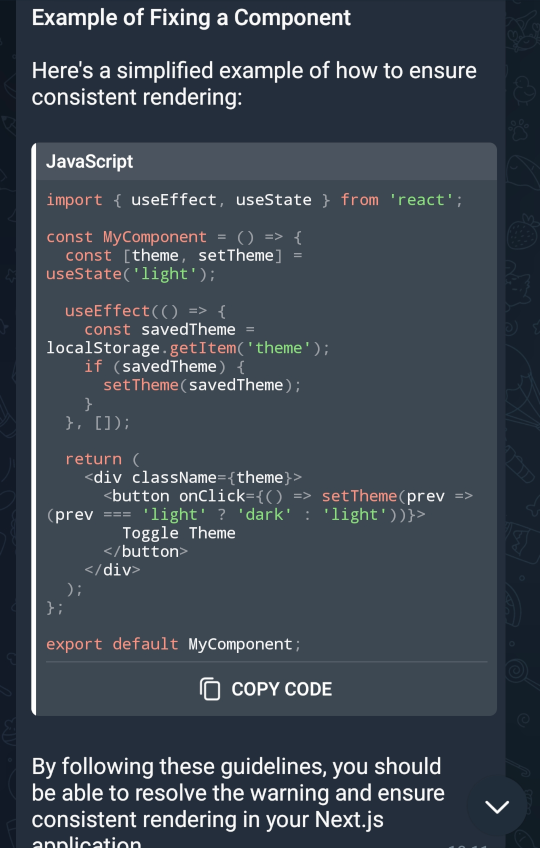 Example of Fixing a Component
Here's a simplified example of how to ensure
consistent rendering:
JavaScript
import { useEffect, useState } from 'react';
const MyComponent = () => {
const [theme, setTheme] =
useState('light');
useEffect(() => {
const savedTheme =
localStorage.getItem('theme');
if (savedTheme) {
setTheme(savedTheme);
}
}, []);
return (
<div className={theme}>
<button onClick={() => setTheme(prev =>
(prev === 'light' ? 'dark' : 'light'))}>
Toggle Theme
</button>
</div>
);
};
export default MyComponent;
COPY CODE
By following these guidelines, you should
be able to resolve the warning and ensure
consistent rendering in your Next.js
application